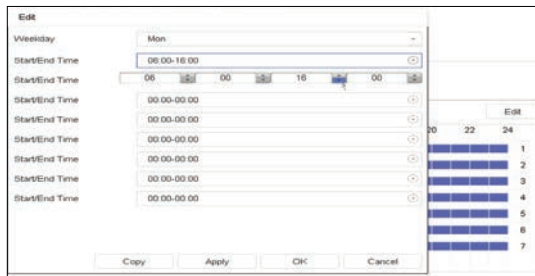 Edit
Weekday Mon
Start/End Time 06:00-16:00
Start/End Time 06 00 16 00
Start/End Time 00:00-00:00
Start/End Time 00:00-00:00
Start/End Time 00:00-00:00
Start/End Time 00:00-00:00
Start/End Time 00:00-00:00
Start/End Time 00:00-00:00
Copy Apply OK Cancel
Edit
20 22 24
1
2
3
4
5
6
7